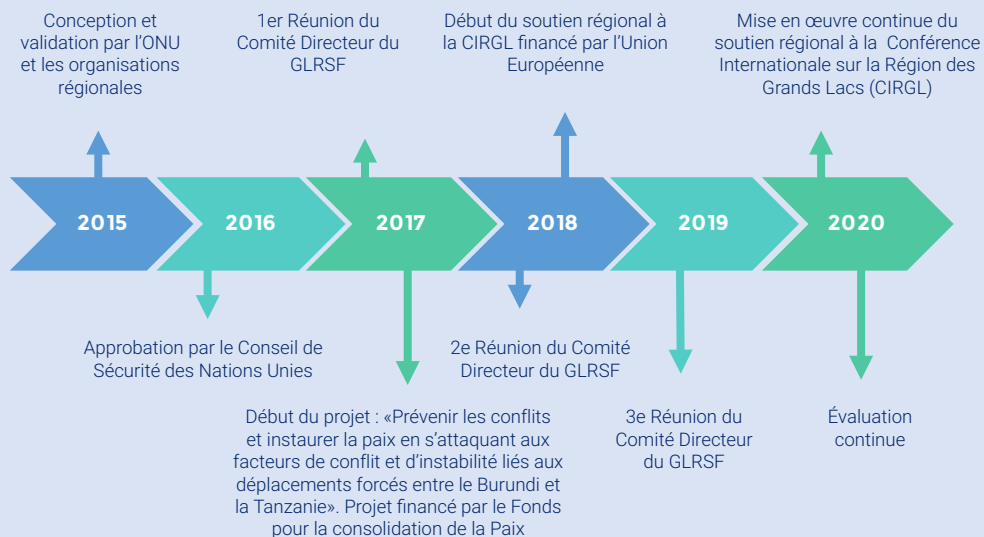 Conception et
validation par l'ONU
et les organisations
régionales
1er Réunion du
Comité Directeur du
GLRSF
Début du soutien régional à
la CIRGL financé par l'Union
Européenne
Mise en œuvre continue du
soutien régional à la Conférence
Internationale sur la Région des
Grands Lacs (CIRGL)
2015
2016
2017
2018
2019
2020
Approbation par le Conseil de
Sécurité des Nations Unies
Début du projet : «Prévenir les conflits
et instaurer la paix en s'attaquant aux
facteurs de conflit et d'instabilité liés aux
déplacements forcés entre le Burundi et
la Tanzanie». Projet financé par le Fonds
pour la consolidation de la Paix
2e Réunion du Comité
Directeur du GLRSF
3e Réunion du
Comité Directeur
du GLRSF
Évaluation
continue